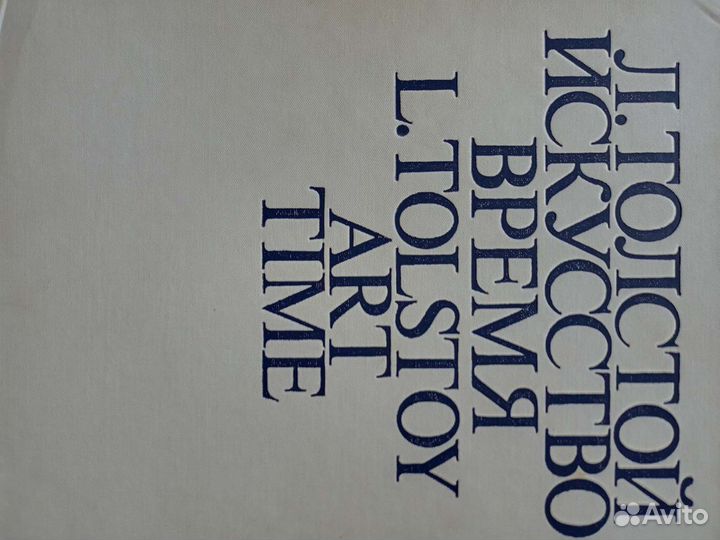 Л.ТОЛСТОЙ
ИСКУССТВО
ВРЕМЯ
L.TOLSTOY
ART
TIME
Avito